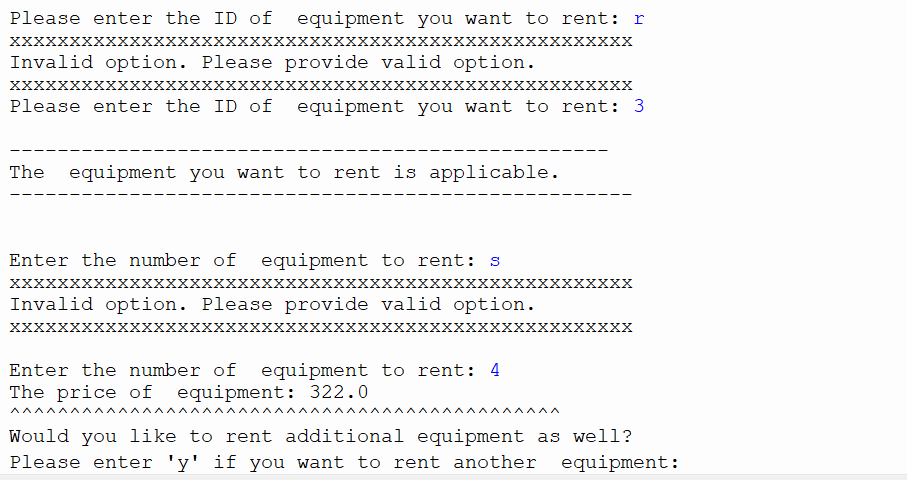 Please enter the ID of  equipment you want to rent: r
xxxxxxxxxxxxxxxxxxxxxxxxxxxxxxxxxxxxxxxxxxxxxxxxxxxx
Invalid option. Please provide valid option.
xxxxxxxxxxxxxxxxxxxxxxxxxxxxxxxxxxxxxxxxxxxxxxxxxxxx
Please enter the ID of  equipment you want to rent: 3
--------------------------------------------------
The  equipment you want to rent is applicable.
----------------------------------------------------
Enter the number of  equipment to rent: s
xxxxxxxxxxxxxxxxxxxxxxxxxxxxxxxxxxxxxxxxxxxxxxxxxxxx
Invalid option. Please provide valid option.
xxxxxxxxxxxxxxxxxxxxxxxxxxxxxxxxxxxxxxxxxxxxxxxxxxxx
Enter the number of  equipment to rent: 4
The price of  equipment: 322.0
^^^^^^^^^^^^^^^^^^^^^^^^^^^^^^^^^^^^^^^^^^^^^^
Would you like to rent additional equipment as well?
Please enter 'y' if you want to rent another  equipment: